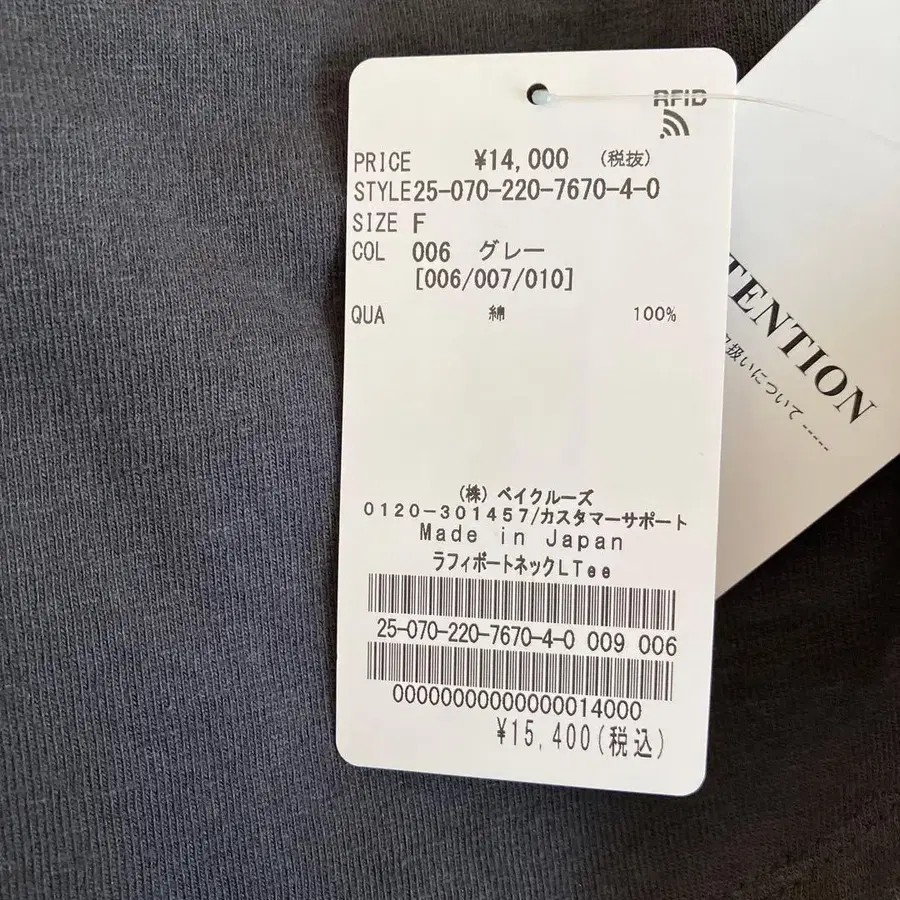 RFID
PRICE ¥14,000 (税抜)
STYLE25-070-220-7670-4-0
SIZE F
COL 006 グレー
[006/007/010]
QUA 綿 100%
(株) ベイクルーズ
0120-301457/カスタマーサポート
Made in Japan
ラフィボートネックLTee
25-070-220-7670-4-0 009 006
00000000000000014000
¥15,400(税込)
TENTION
扱いについて -----